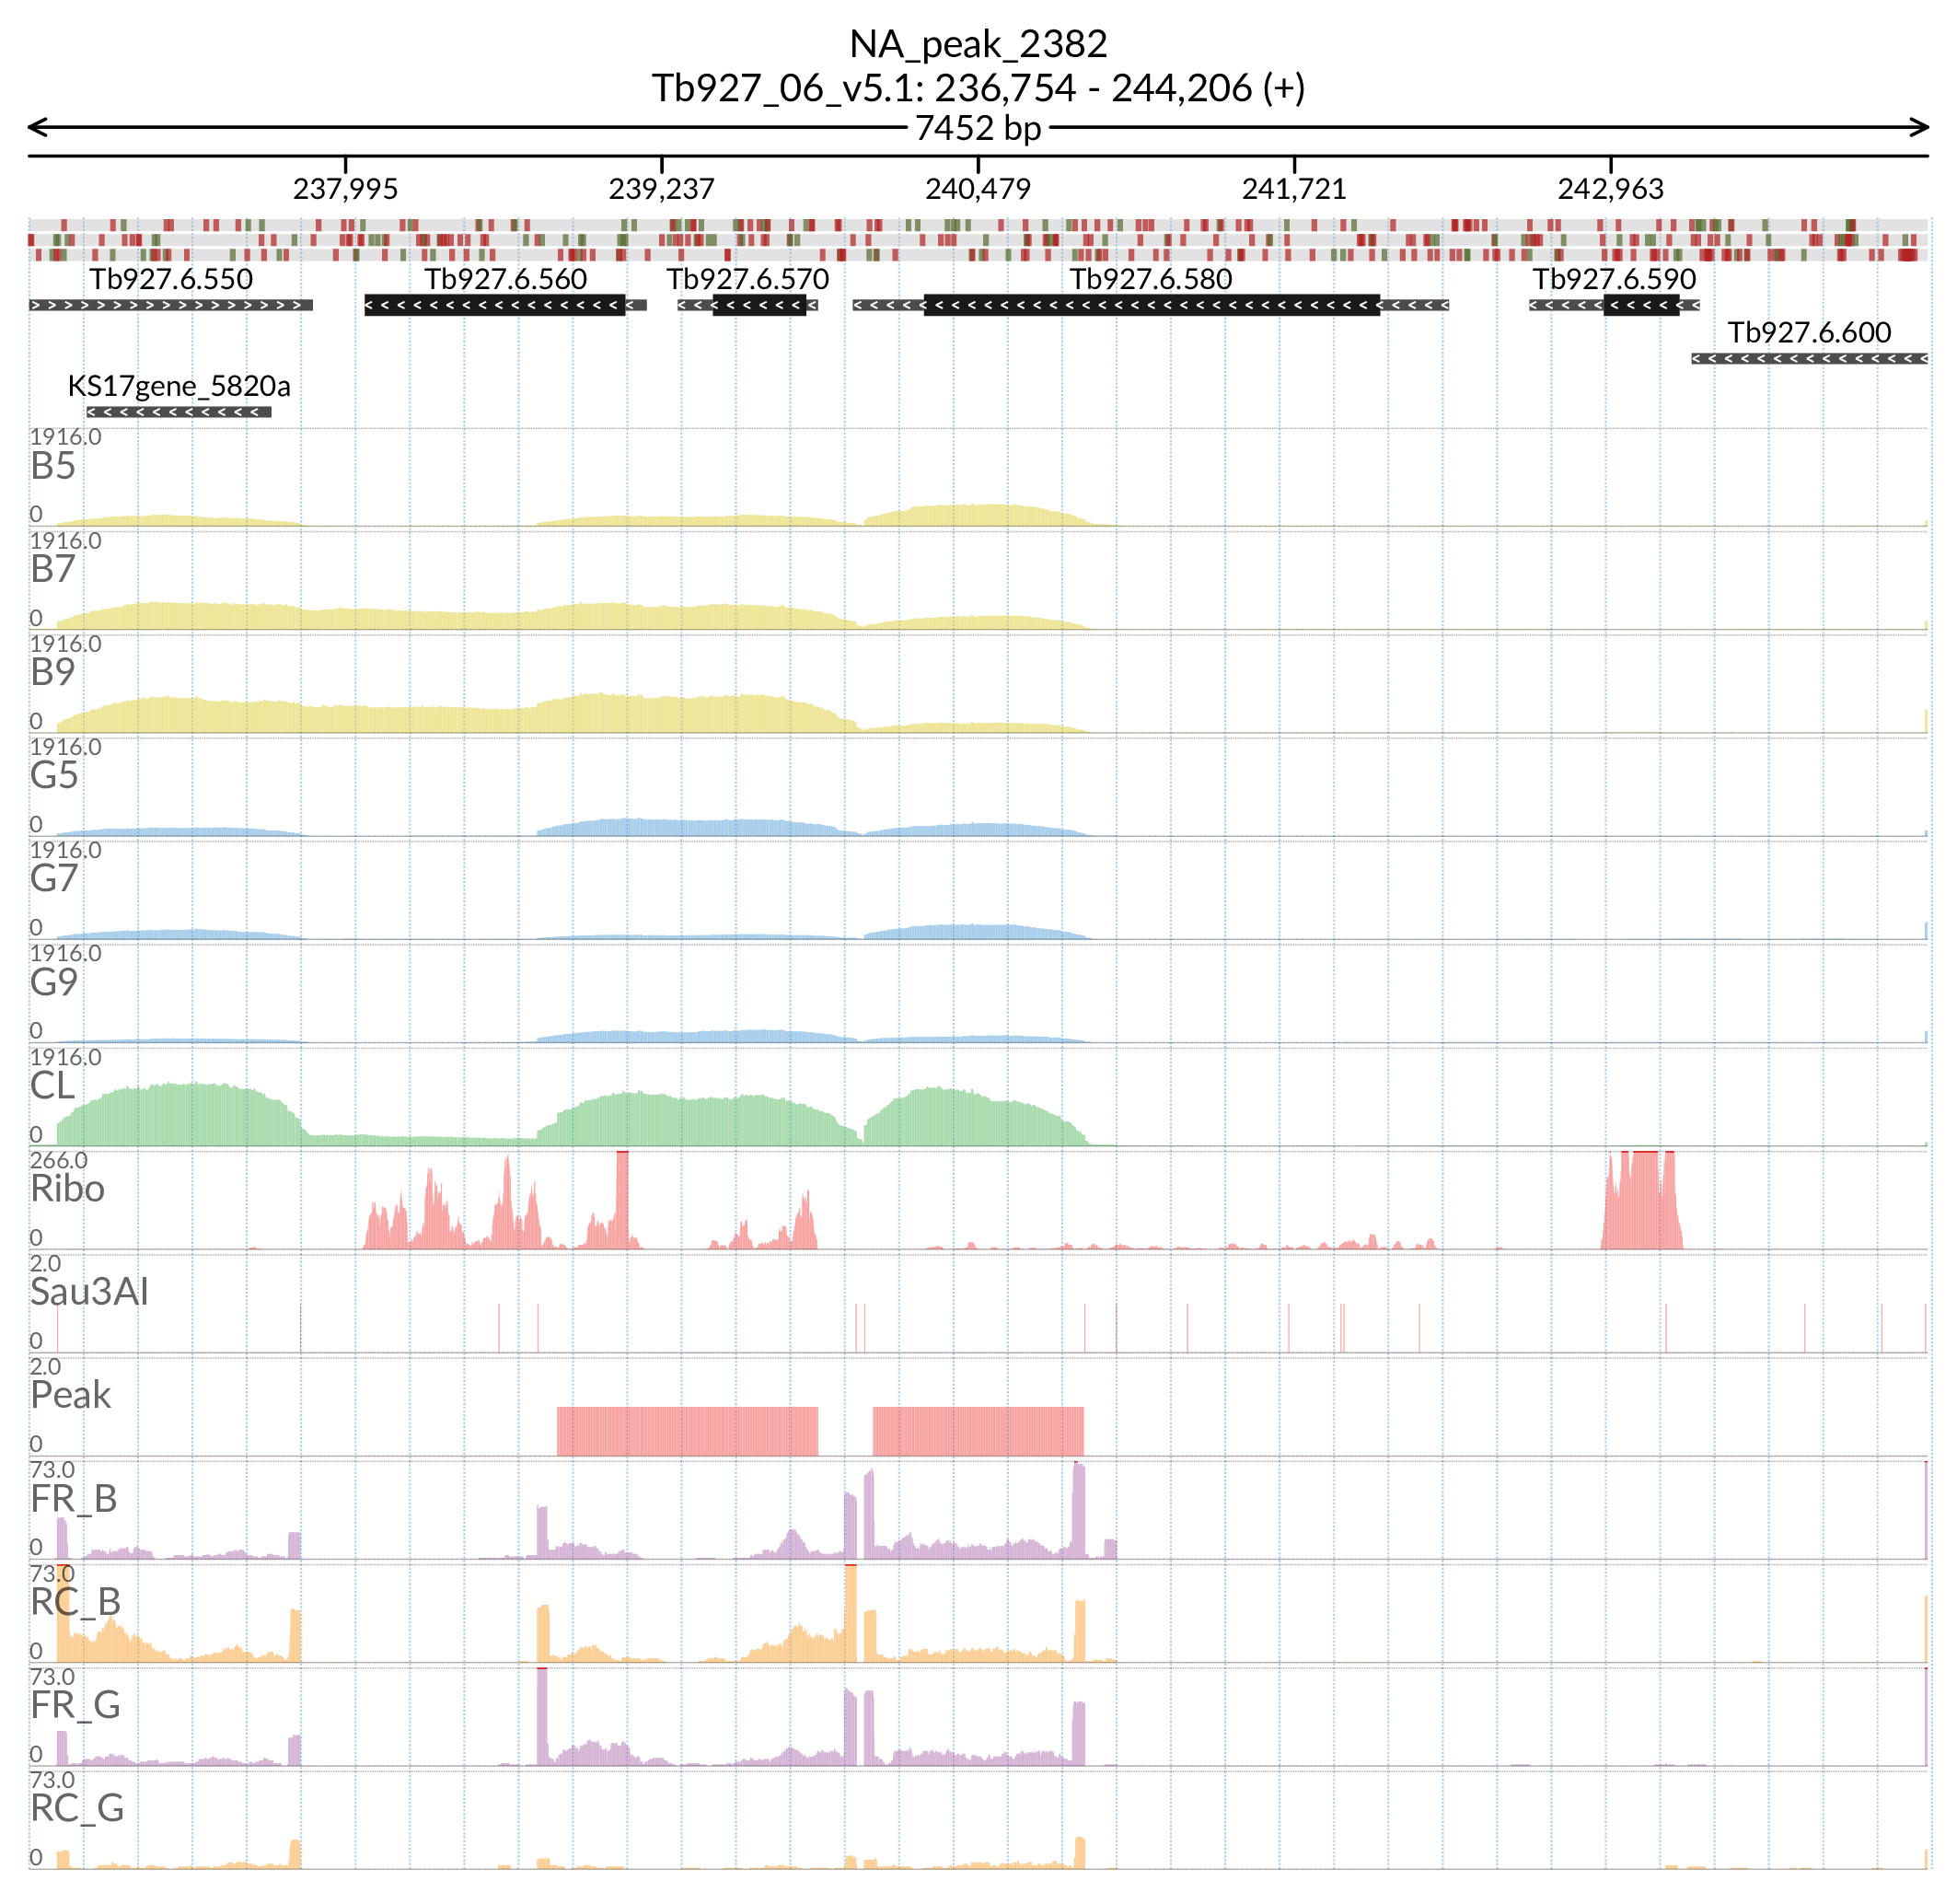 NA_peak_2382
Tb927_06_v5.1: 236,754 - 244,206 (+)
7452 bp
237,995 239,237 240,479 241,721 242,963
Tb927.6.550 Tb927.6.560 Tb927.6.570 Tb927.6.580 Tb927.6.590
Tb927.6.600
KS17gene_5820a
1916.0
B5
0
1916.0
B7
0
1916.0
B9
0
1916.0
G5
0
1916.0
G7
0
1916.0
G9
0
1916.0
CL
0
266.0
Ribo
0
2.0
Sau3AI
0
2.0
Peak
0
73.0
FR_B
0
73.0
RC_B
0
73.0
FR_G
0
73.0
RC_G
0